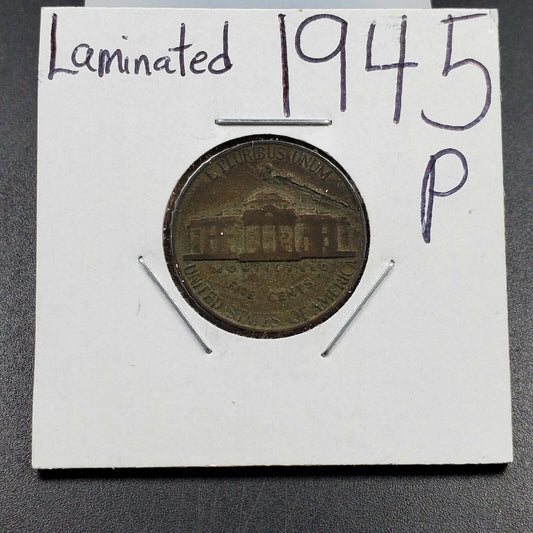 Laminated 1945
P
E PLURIBUS UNUM
MONTICELLO
FIVE CENTS
UNITED STATES OF AMERICA